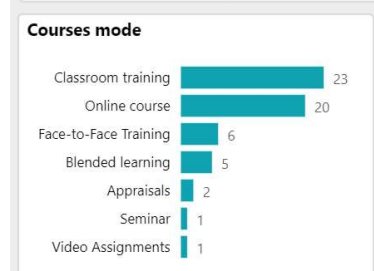 Courses mode
Classroom training 23
Online course 20
Face-to-Face Training 6
Blended learning 5
Appraisals 2
Seminar 1
Video Assignments 1